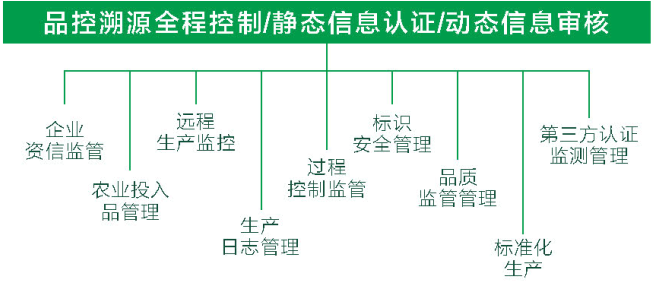 品控溯源全程控制/静态信息认证/动态信息审核
企业
资信监管
农业投入
品管理
远程
生产监控
生产
日志管理
过程
控制监管
标识
安全管理
品质
监管管理
标准化
生产
第三方认证
监测管理